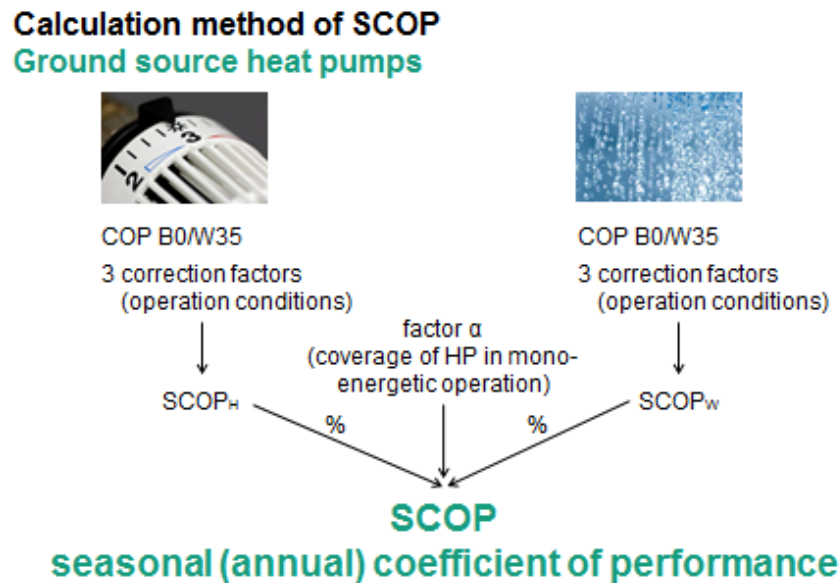 Calculation method of SCOP
Ground source heat pumps
2
3
COP B0/W35
3 correction factors
(operation conditions)
SCOPH
COP B0/W35
3 correction factors
(operation conditions)
SCOPW
factor α
(coverage of HP in mono-
energetic operation)
%
%
SCOP
seasonal (annual) coefficient of performance